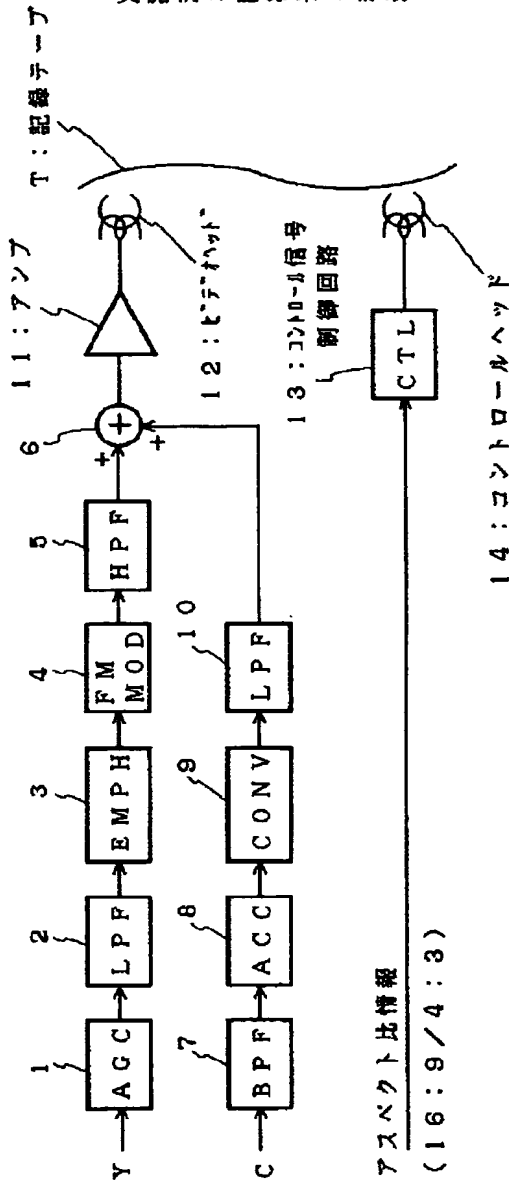 T：記録テープ
11：アンプ
12：ビデオヘッド
6
+
+
+
1
AGC
2
LPF
3
EMPH
4
FM
MOD
5
HPF
Y
7
BPF
8
ACC
9
CONV
10
LPF
C
13：コントロール信号
制御回路
CTL
14：コントロールヘッド
アスペクト比情報
(16：9／4：3)